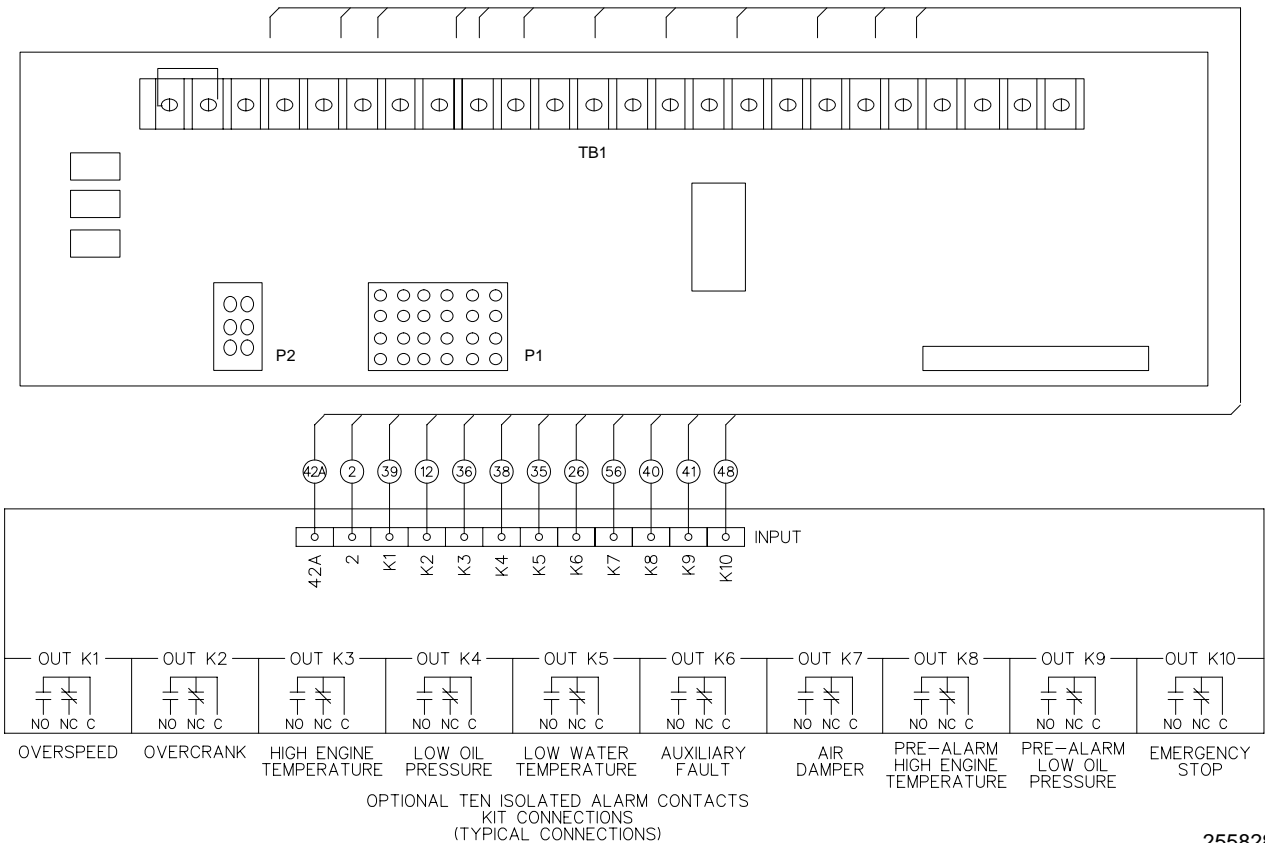 TB1
P2
P1
42A 2 39 12 36 38 35 26 56 40 41 48
INPUT
42A 2 K1 K2 K3 K4 K5 K6 K7 K8 K9 K10
OUT K1 OUT K2 OUT K3 OUT K4 OUT K5 OUT K6 OUT K7 OUT K8 OUT K9 OUT K10
NO NC C NO NC C NO NC C NO NC C NO NC C NO NC C NO NC C NO NC C NO NC C NO NC C
OVERSPEED
OVERCRANK
HIGH ENGINE
TEMPERATURE
LOW OIL
PRESSURE
LOW WATER
TEMPERATURE
AUXILIARY
FAULT
AIR
DAMPER
PRE-ALARM
HIGH ENGINE
TEMPERATURE
PRE-ALARM
LOW OIL
PRESSURE
EMERGENCY
STOP
OPTIONAL TEN ISOLATED ALARM CONTACTS
KIT CONNECTIONS
(TYPICAL CONNECTIONS)